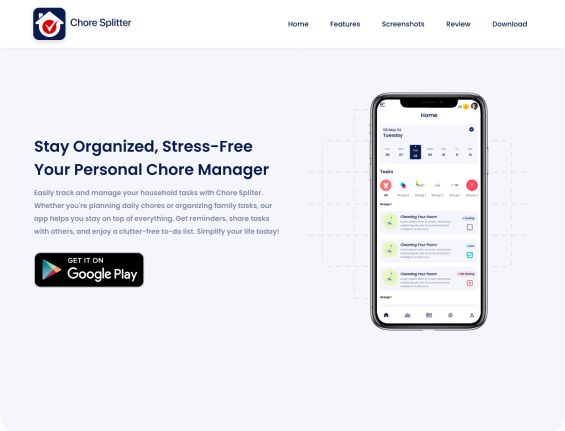 Chore Splitter
Home
Features
Screenshots
Review
Download
Stay Organized, Stress-Free
Your Personal Chore Manager
Easily track and manage your household tasks with Chore Spliter.
Whether you're planning daily chores or organizing family tasks, our
app helps you stay on top of everything. Get reminders, share tasks
with others, and enjoy a clutter-free to-do list. Simplify your life today!
GET IT ON
Google Play
Home
02 May 24
Tuesday
Tasks
Cleaning Your Room
Cleaning Your Room
Cleaning Your Room